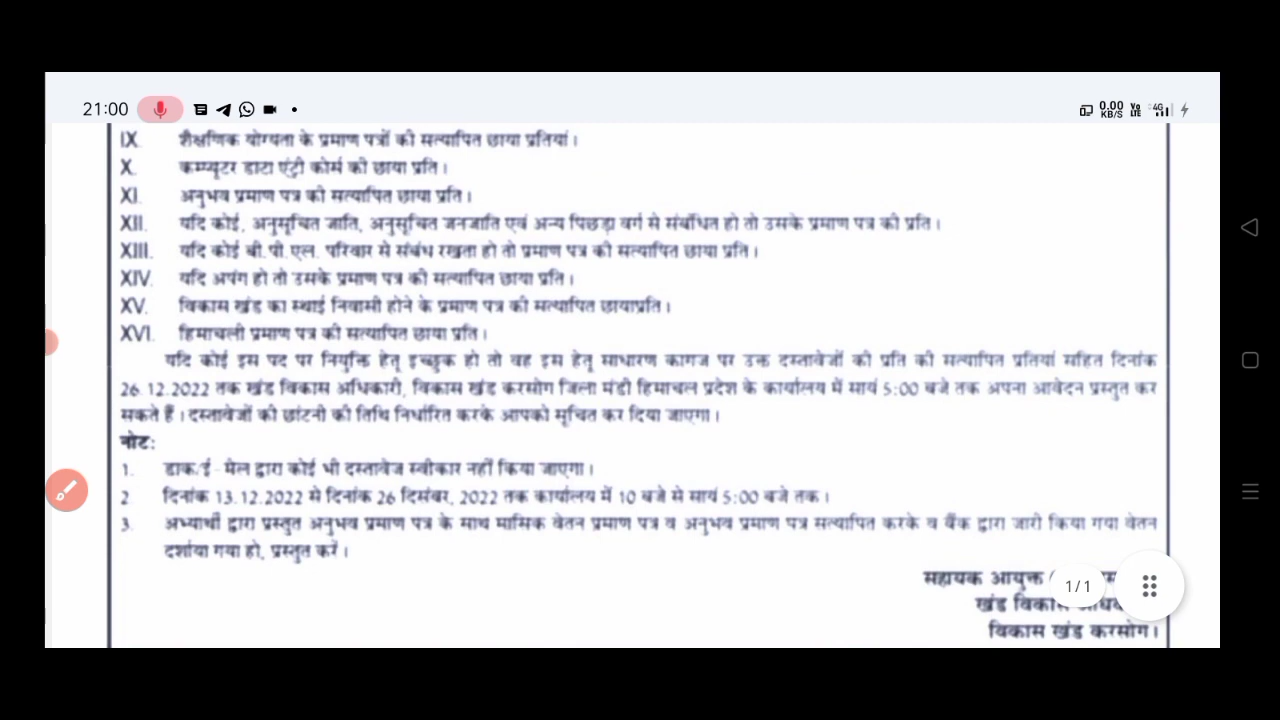 21:00
0.00 KB/S Vo LTE 4G
IX. शैक्षणिक योग्यता के प्रमाण पत्रों की सत्यापित छाया प्रतियां।
X. कम्प्यूटर डाटा एंट्री कोर्स की छाया प्रति।
XI. अनुभव प्रमाण पत्र की सत्यापित छाया प्रति।
XII. यदि कोई, अनुसूचित जाति, अनुसूचित जनजाति एवं अन्य पिछड़ा वर्ग से संबंधित हो तो उसके प्रमाण पत्र की प्रति।
XIII. यदि कोई बी.पी.एल. परिवार से संबंध रखता हो तो प्रमाण पत्र की सत्यापित छाया प्रति।
XIV. यदि अपंग हो तो उसके प्रमाण पत्र की सत्यापित छाया प्रति।
XV. विकास खंड का स्थाई निवासी होने के प्रमाण पत्र की सत्यापित छायाप्रति।
XVI. हिमाचली प्रमाण पत्र की सत्यापित छाया प्रति।
यदि कोई इस पद पर नियुक्ति हेतु इच्छुक हो तो वह इस हेतु साधारण कागज पर उक्त दस्तावेजों की प्रति की सत्यापित प्रतियां सहित दिनांक
26.12.2022 तक खंड विकास अधिकारी, विकास खंड करसोग जिला मंडी हिमाचल प्रदेश के कार्यालय में सायं 5:00 बजे तक अपना आवेदन प्रस्तुत कर
सकते हैं। दस्तावेजों की छांटनी की तिथि निर्धारित करके आपको सूचित कर दिया जाएगा।
नोट:
1. डाक/ई-मेल द्वारा कोई भी दस्तावेज स्वीकार नहीं किया जाएगा।
2 दिनांक 13.12.2022 से दिनांक 26 दिसंबर, 2022 तक कार्यालय में 10 बजे से सायं 5:00 बजे तक।
3. अभ्यार्थी द्वारा प्रस्तुत अनुभव प्रमाण पत्र के साथ मासिक वेतन प्रमाण पत्र व अनुभव प्रमाण पत्र सत्यापित करके व बैंक द्वारा जारी किया गया वेतन
दर्शाया गया हो, प्रस्तुत करें।
सहायक आयुक्त
1/1
खंड विकास
विकास खंड करसोग।